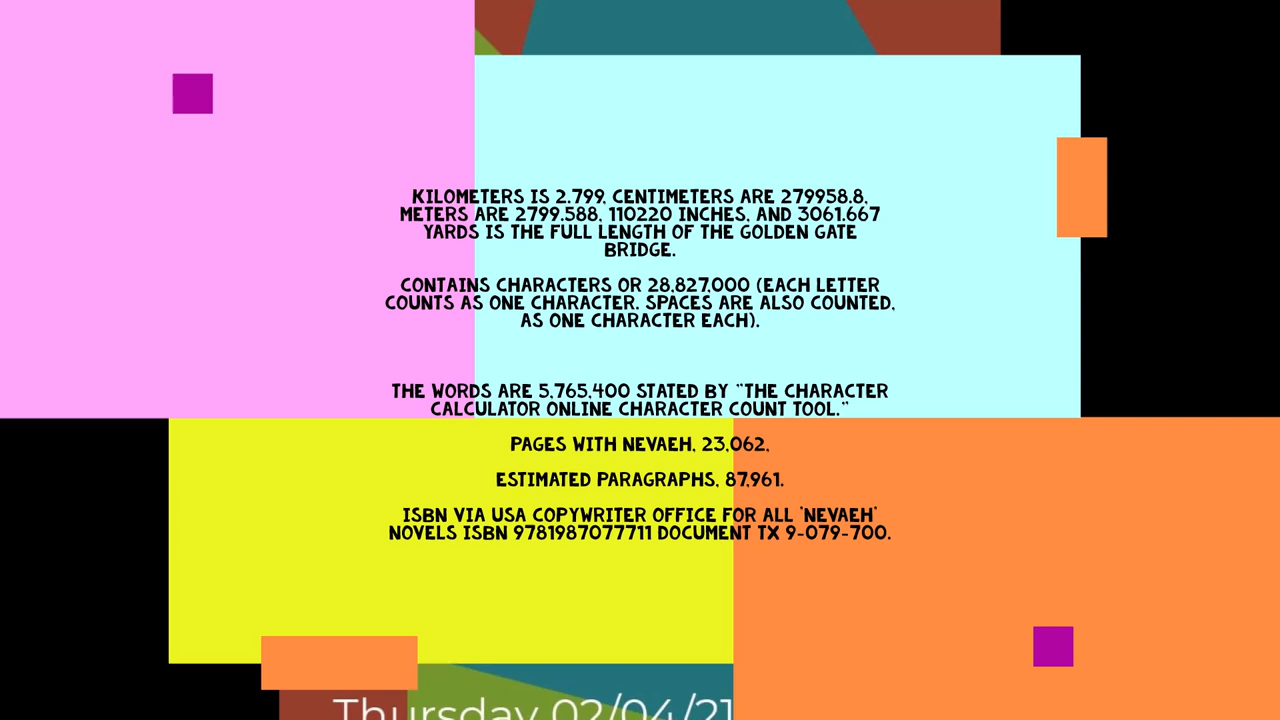 KILOMETERS IS 2.799, CENTIMETERS ARE 279958.8,
METERS ARE 2799.588, 110220 INCHES, AND 3061.667
YARDS IS THE FULL LENGTH OF THE GOLDEN GATE
BRIDGE.
CONTAINS CHARACTERS OR 28,827,000 (EACH LETTER
COUNTS AS ONE CHARACTER. SPACES ARE ALSO COUNTED,
AS ONE CHARACTER EACH).
THE WORDS ARE 5,765,400 STATED BY "THE CHARACTER
CALCULATOR ONLINE CHARACTER COUNT TOOL."
PAGES WITH NEVAEH, 23,062,
ESTIMATED PARAGRAPHS, 87,961.
ISBN VIA USA COPYWRITER OFFICE FOR ALL 'NEVAEH'
NOVELS ISBN 9781987077711 DOCUMENT TX 9-079-700.
Thursday 02/04/21